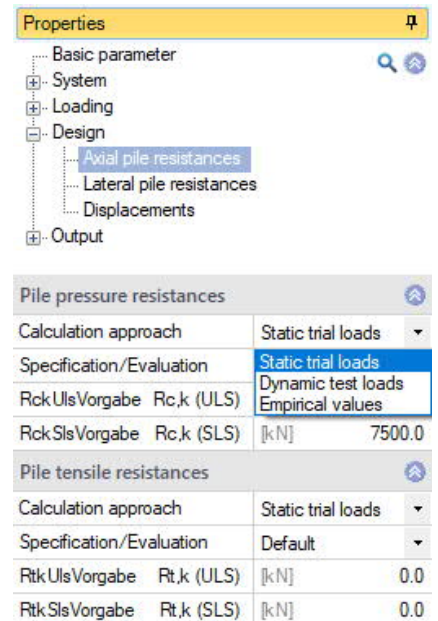 Properties
Basic parameter
System
Loading
Design
Axial pile resistances
Lateral pile resistances
Displacements
Output
Pile pressure resistances
Calculation approach Static trial loads
Specification/Evaluation Static trial loads
Dynamic test loads
RckUlsVorgabe Rc,k (ULS) Empirical values
RckSlsVorgabe Rc,k (SLS) [kN] 7500.0
Pile tensile resistances
Calculation approach Static trial loads
Specification/Evaluation Default
RtkUlsVorgabe Rt,k (ULS) [kN] 0.0
RtkSlsVorgabe Rt,k (SLS) [kN] 0.0